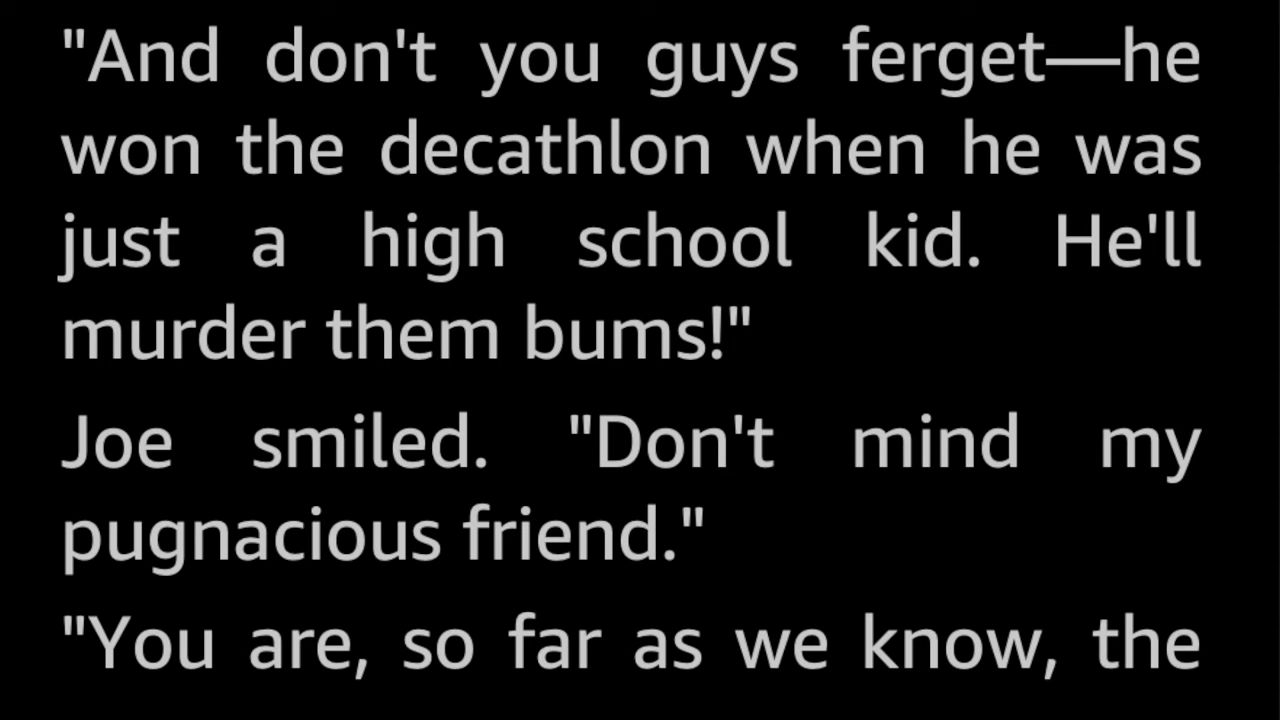 "And don't you guys ferget—he
won the decathlon when he was
just a high school kid. He'll
murder them bums!"
Joe smiled. "Don't mind my
pugnacious friend."
"You are, so far as we know, the